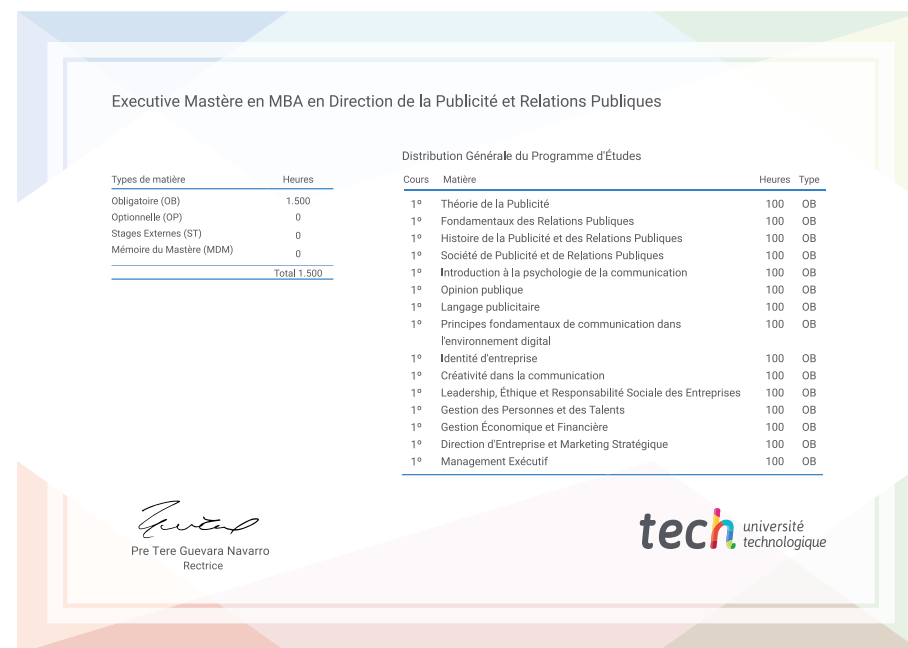 Executive Mastère en MBA en Direction de la Publicité et Relations Publiques
Types de matière Heures
Obligatoire (OB) 1.500
Optionnelle (OP) 0
Stages Externes (ST) 0
Mémoire du Mastère (MDM) 0
Total 1.500
Distribution Générale du Programme d'Études
Cours Matière Heures Type
1º Théorie de la Publicité 100 OB
1º Fondamentaux des Relations Publiques 100 OB
1º Histoire de la Publicité et des Relations Publiques 100 OB
1º Société de Publicité et de Relations Publiques 100 OB
1º Introduction à la psychologie de la communication 100 OB
1º Opinion publique 100 OB
1º Langage publicitaire 100 OB
1º Principes fondamentaux de communication dans 100 OB
l'environnement digital
1º Identité d'entreprise 100 OB
1º Créativité dans la communication 100 OB
1º Leadership, Éthique et Responsabilité Sociale des Entreprises 100 OB
1º Gestion des Personnes et des Talents 100 OB
1º Gestion Économique et Financière 100 OB
1º Direction d'Entreprise et Marketing Stratégique 100 OB
1º Management Exécutif 100 OB
Pre Tere Guevara Navarro
Rectrice
tech université
technologique